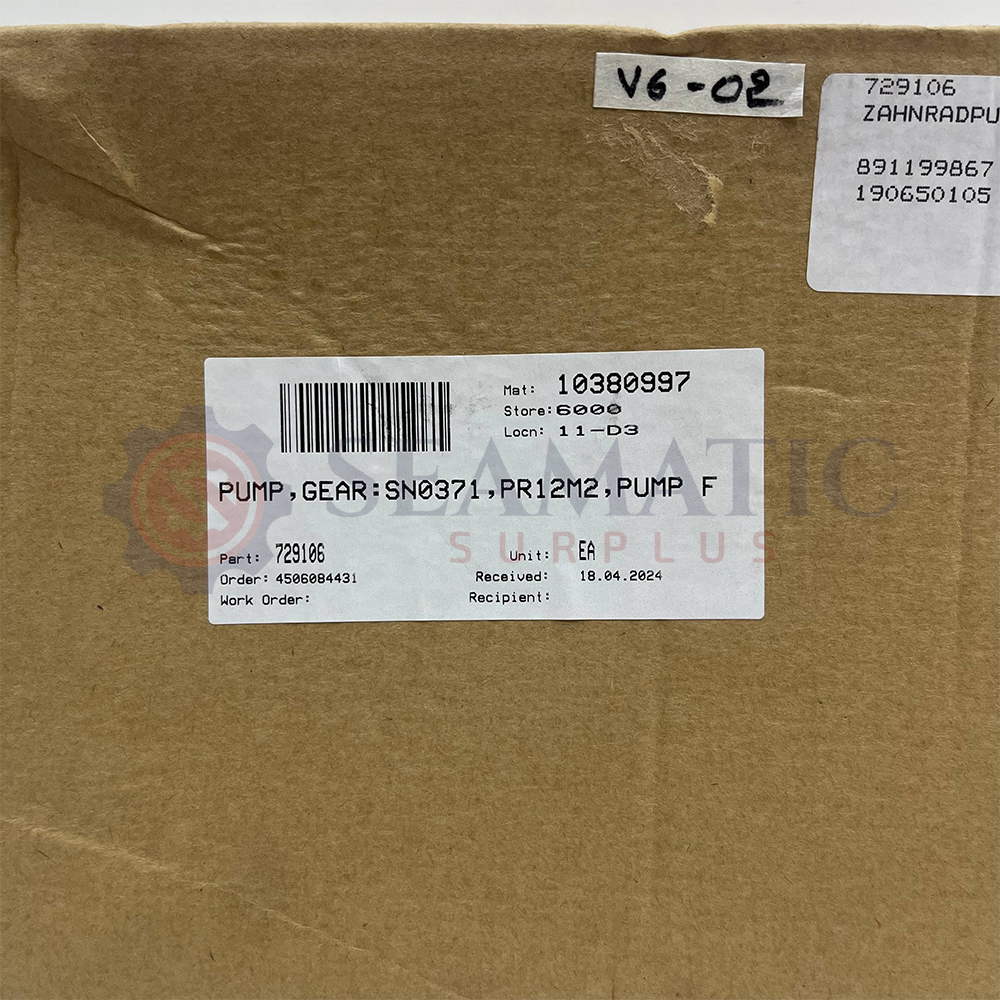 V6-02
729106
ZAHNRADPU
891199867
190650105
Mat: 10380997
Store:6000
Locn: 11-D3
PUMP,GEAR:SN0371,PR12M2,PUMP F
Part: 729106
Unit: EA
Order: 4506084431
Received: 18.04.2024
Work Order:
Recipient:
SEAMATIC
SURPLUS